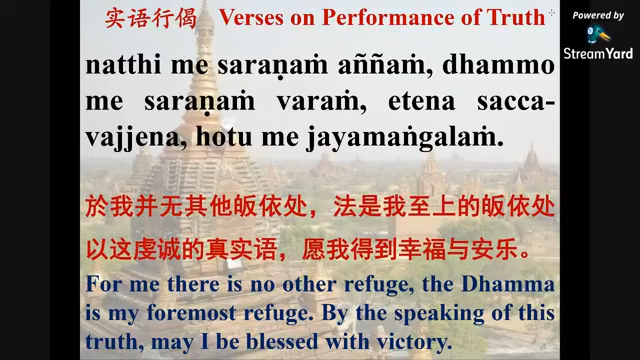 实语行偈 Verses on Performance of Truth
Powered by
StreamYard
natthi me saraṇaṁ aññaṁ, dhammo
me saraṇaṁ varaṁ, etena sacca-
vajjena, hotu me jayamaṅgalaṁ.
於我并无其他皈依处，法是我至上的皈依处
以这虔诚的真实语，愿我得到幸福与安乐。
For me there is no other refuge, the Dhamma
is my foremost refuge. By the speaking of this
truth, may I be blessed with victory.